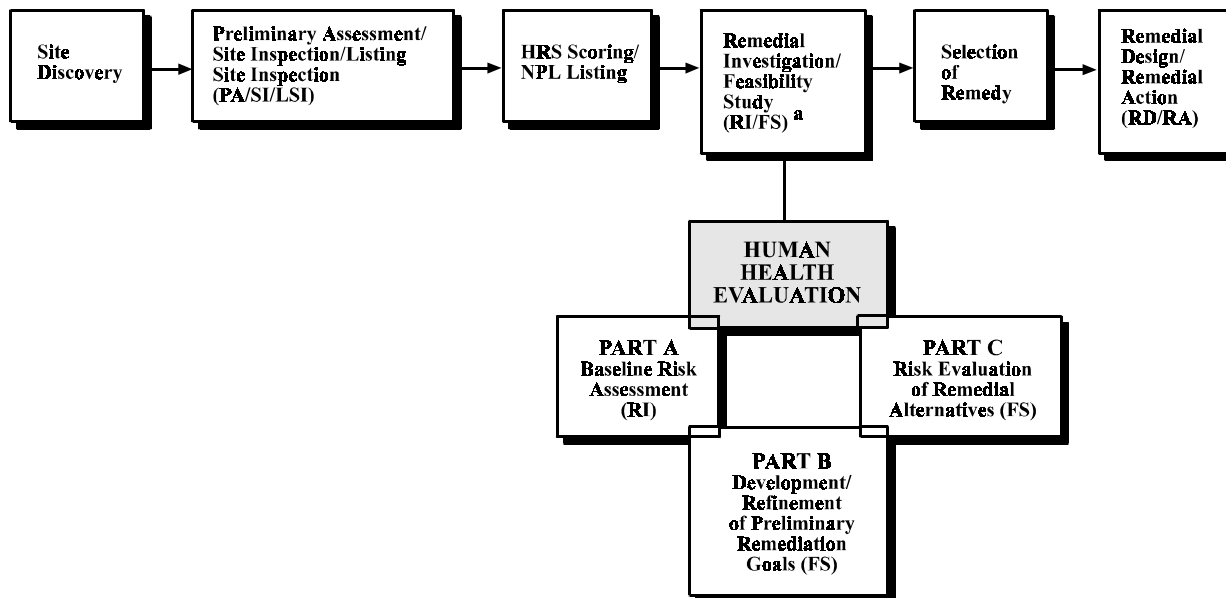 Site
Discovery
Preliminary Assessment/
Site Inspection/Listing
Site Inspection
(PA/SI/LSI)
HRS Scoring/
NPL Listing
Remedial
Investigation/
Feasibility
Study
(RI/FS) a
Selection
of
Remedy
Remedial
Design/
Remedial
Action
(RD/RA)
HUMAN
HEALTH
EVALUATION
PART A
Baseline Risk
Assessment
(RI)
PART C
Risk Evaluation
of Remedial
Alternatives (FS)
PART B
Development/
Refinement
of Preliminary
Remediation
Goals (FS)